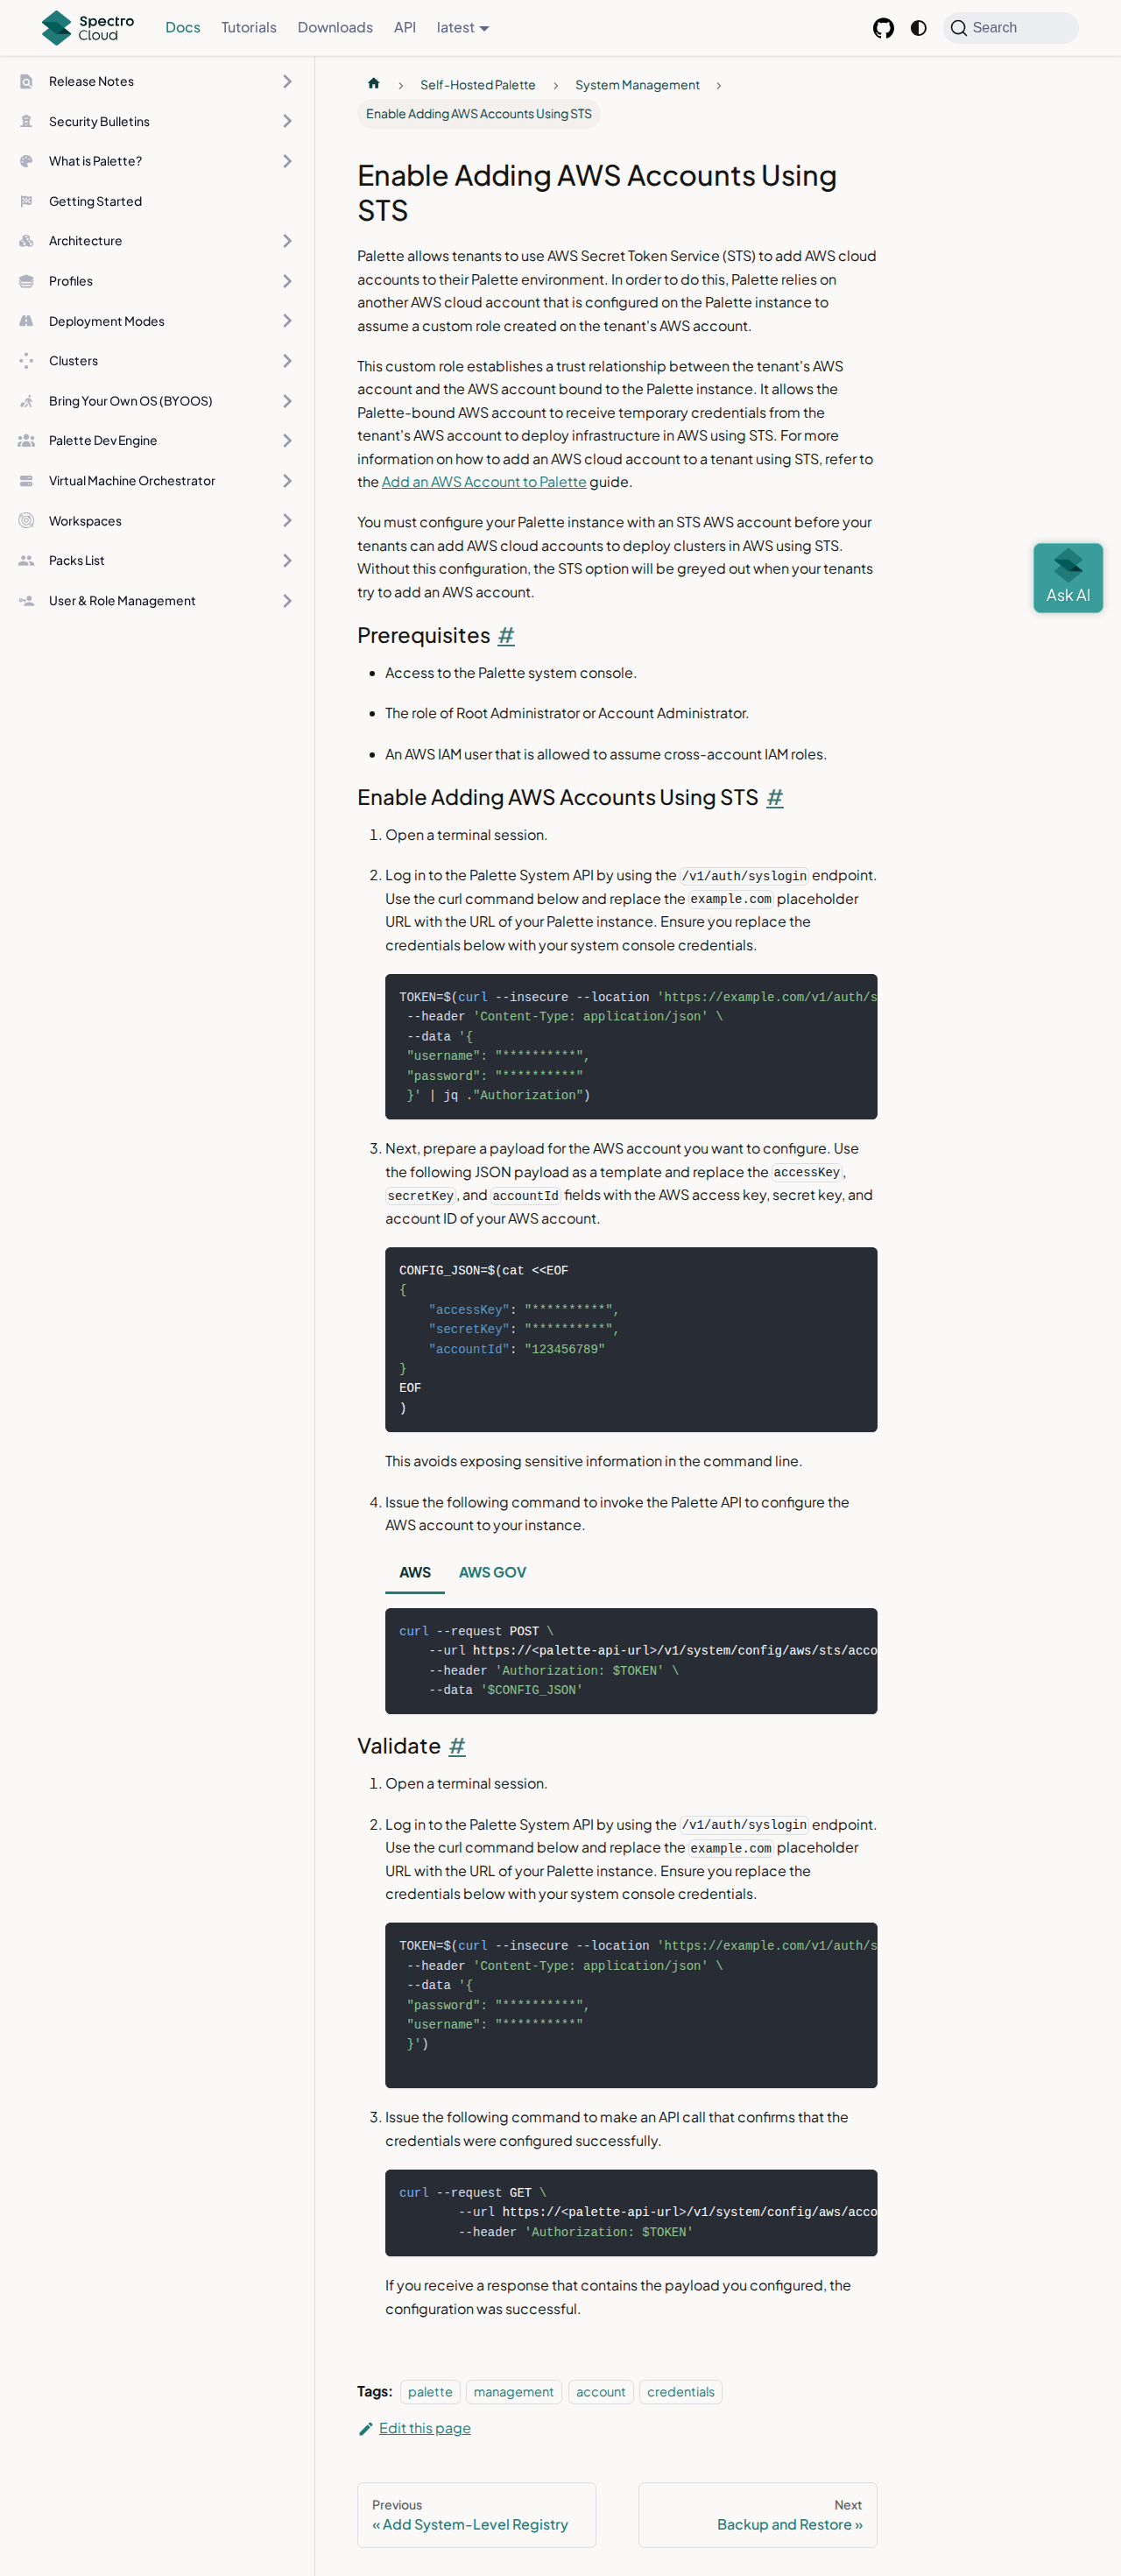 Spectro Cloud
Docs
Tutorials
Downloads
API
latest
Search
Release Notes
Security Bulletins
What is Palette?
Getting Started
Architecture
Profiles
Deployment Modes
Clusters
Bring Your Own OS (BYOOS)
Palette Dev Engine
Virtual Machine Orchestrator
Workspaces
Packs List
User & Role Management
Self-Hosted Palette
System Management
Enable Adding AWS Accounts Using STS
Enable Adding AWS Accounts Using
STS
Palette allows tenants to use AWS Secret Token Service (STS) to add AWS cloud
accounts to their Palette environment. In order to do this, Palette relies on
another AWS cloud account that is configured on the Palette instance to
assume a custom role created on the tenant's AWS account.
This custom role establishes a trust relationship between the tenant's AWS
account and the AWS account bound to the Palette instance. It allows the
Palette-bound AWS account to receive temporary credentials from the
tenant's AWS account to deploy infrastructure in AWS using STS. For more
information on how to add an AWS cloud account to a tenant using STS, refer to
the Add an AWS Account to Palette guide.
You must configure your Palette instance with an STS AWS account before your
tenants can add AWS cloud accounts to deploy clusters in AWS using STS.
Without this configuration, the STS option will be greyed out when your tenants
try to add an AWS account.
Ask AI
Prerequisites #
Access to the Palette system console.
The role of Root Administrator or Account Administrator.
An AWS IAM user that is allowed to assume cross-account IAM roles.
Enable Adding AWS Accounts Using STS #
1. Open a terminal session.
2. Log in to the Palette System API by using the /v1/auth/syslogin endpoint.
Use the curl command below and replace the example.com placeholder
URL with the URL of your Palette instance. Ensure you replace the
credentials below with your system console credentials.
TOKEN=$(curl --insecure --location 'https://example.com/v1/auth/s
--header 'Content-Type: application/json' \
--data '{
"username": "**********",
"password": "**********"
}' | jq ."Authorization")
3. Next, prepare a payload for the AWS account you want to configure. Use
the following JSON payload as a template and replace the accessKey,
secretKey, and accountId fields with the AWS access key, secret key, and
account ID of your AWS account.
CONFIG_JSON=$(cat <<EOF
{
"accessKey": "**********",
"secretKey": "**********",
"accountId": "123456789"
}
EOF
)
This avoids exposing sensitive information in the command line.
4. Issue the following command to invoke the Palette API to configure the
AWS account to your instance.
AWS
AWS GOV
curl --request POST \
--url https://<palette-api-url>/v1/system/config/aws/sts/acco
--header 'Authorization: $TOKEN' \
--data '$CONFIG_JSON'
Validate #
1. Open a terminal session.
2. Log in to the Palette System API by using the /v1/auth/syslogin endpoint.
Use the curl command below and replace the example.com placeholder
URL with the URL of your Palette instance. Ensure you replace the
credentials below with your system console credentials.
TOKEN=$(curl --insecure --location 'https://example.com/v1/auth/s
--header 'Content-Type: application/json' \
--data '{
"password": "**********",
"username": "**********"
}')
3. Issue the following command to make an API call that confirms that the
credentials were configured successfully.
curl --request GET \
--url https://<palette-api-url>/v1/system/config/aws/acco
--header 'Authorization: $TOKEN'
If you receive a response that contains the payload you configured, the
configuration was successful.
Tags: palette management account credentials
Edit this page
Previous
« Add System-Level Registry
Next
Backup and Restore »